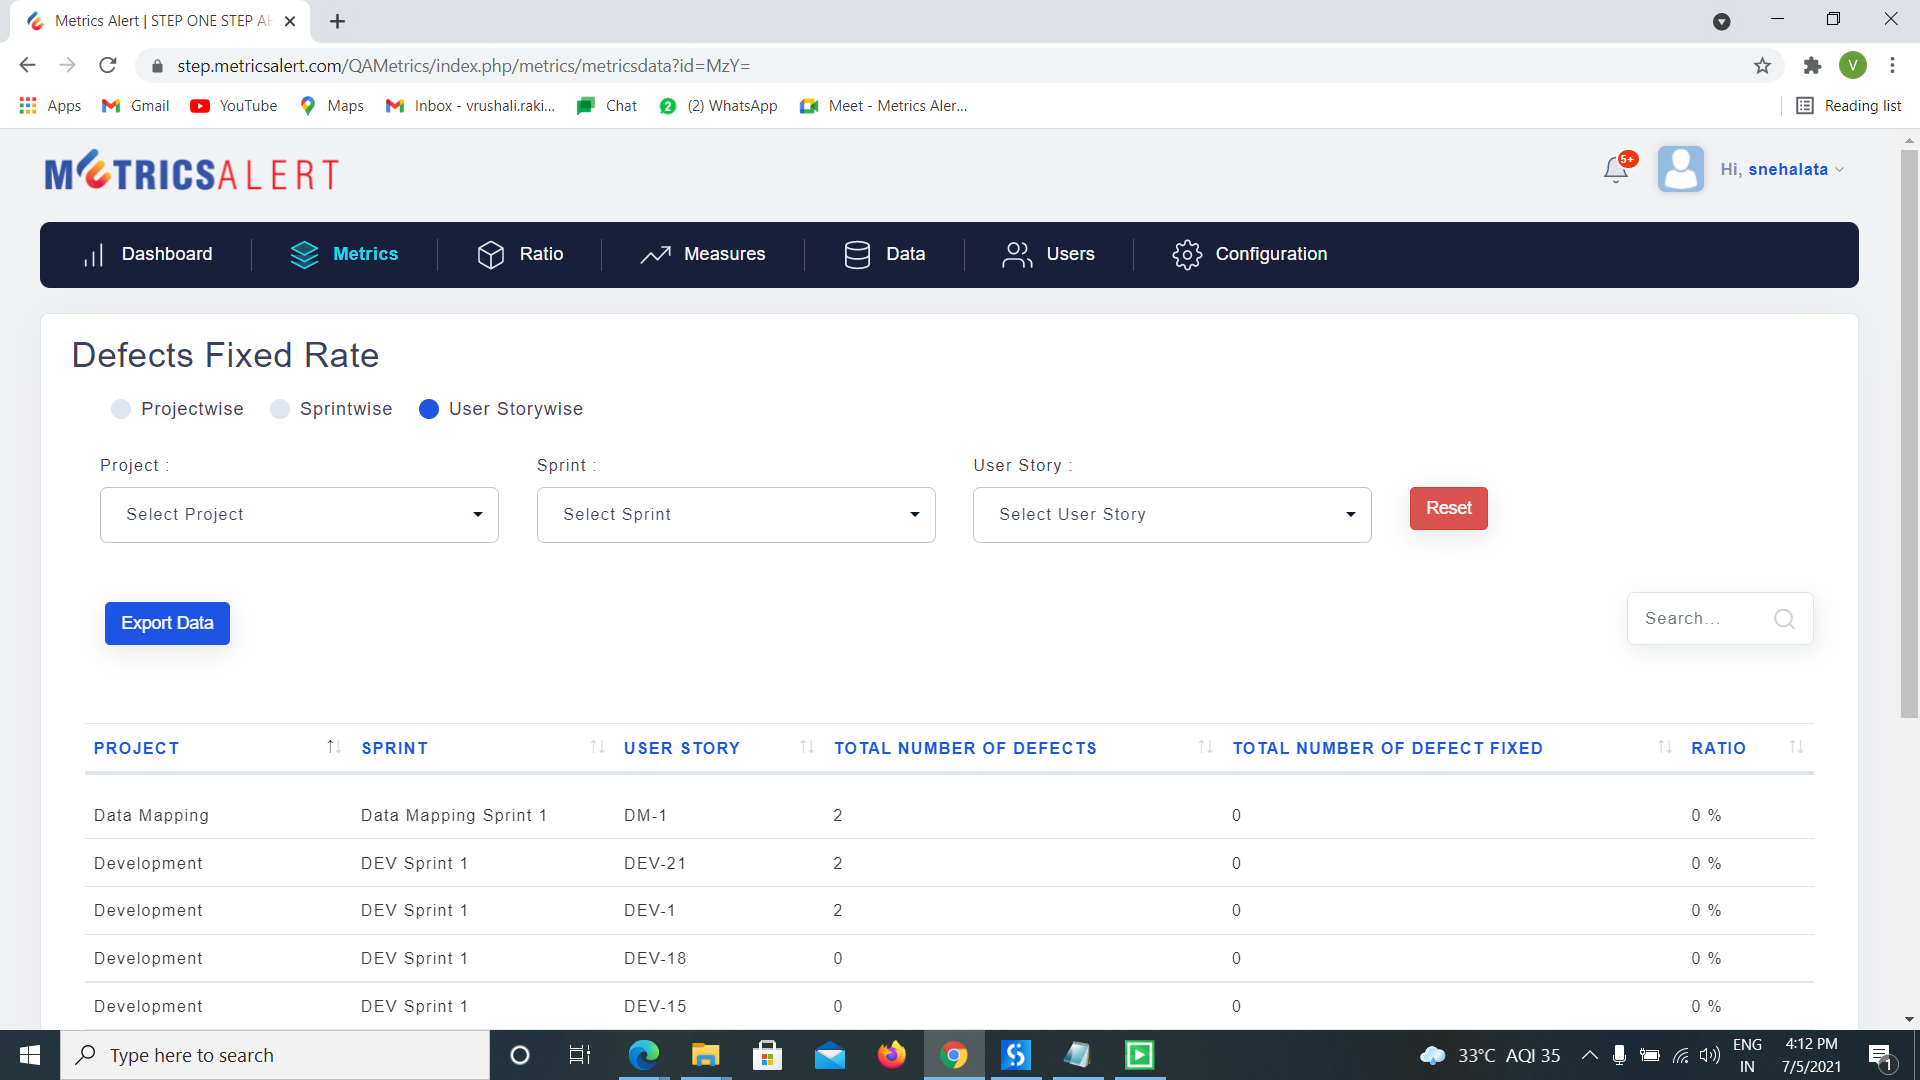 Metrics Alert | STEP ONE STEP AH
step.metricsalert.com/QAMetrics/index.php/metrics/metricsdata?id=MzY=
V
Apps Gmail YouTube Maps Inbox - vrushali.raki... Chat 2 (2) WhatsApp Meet - Metrics Aler... Reading list
METRICSALERT
5+
Hi, snehalata
Dashboard Metrics Ratio Measures Data Users Configuration
Defects Fixed Rate
Projectwise Sprintwise User Storywise
Project : Sprint : User Story :
Select Project Select Sprint Select User Story Reset
Export Data Search...
PROJECT SPRINT USER STORY TOTAL NUMBER OF DEFECTS TOTAL NUMBER OF DEFECT FIXED RATIO
Data Mapping Data Mapping Sprint 1 DM-1 2 0 0 %
Development DEV Sprint 1 DEV-21 2 0 0 %
Development DEV Sprint 1 DEV-1 2 0 0 %
Development DEV Sprint 1 DEV-18 0 0 0 %
Development DEV Sprint 1 DEV-15 0 0 0 %
Type here to search
33°C AQI 35
ENG
IN
4:12 PM
7/5/2021
1